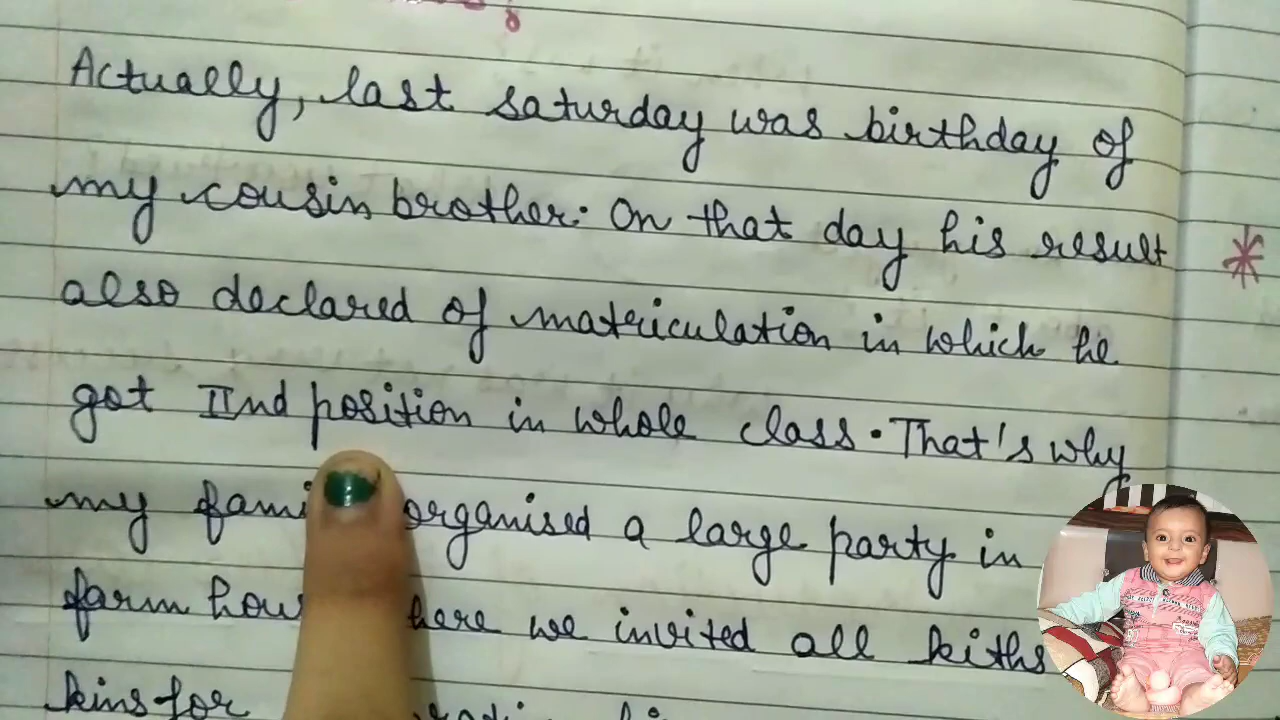 Actually, last saturday was birthday of
my cousin brother. On that day his result
also declared of matriculation in which he
got IInd position in whole class. That's why
my organised a large party in
farm we invited all kiths
kins for